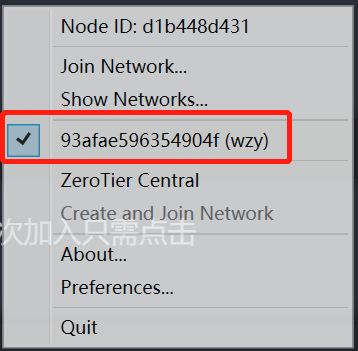 Node ID: d1b448d431
Join Network...
Show Networks...
93afae596354904f (wzy)
ZeroTier Central
Create and Join Network
次加入只需点击
About...
Preferences...
Quit